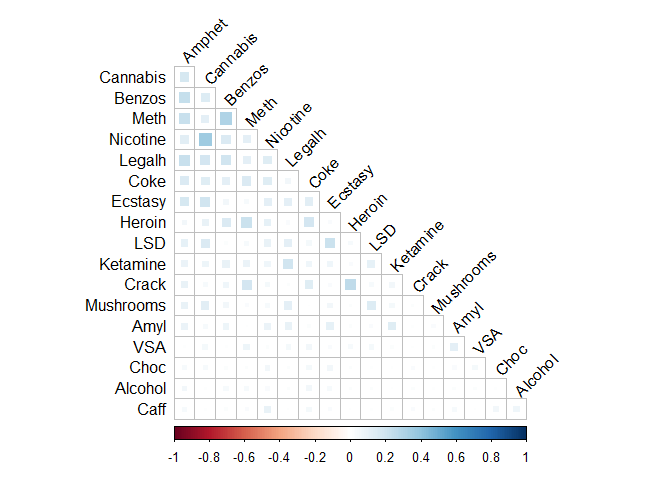 Amphet
Cannabis Cannabis
Benzos Benzos
Meth Meth
Nicotine Nicotine
Legalh Legalh
Coke Coke
Ecstasy Ecstasy
Heroin Heroin
LSD LSD
Ketamine Ketamine
Crack Crack
Mushrooms Mushrooms
Amyl Amyl
VSA VSA
Choc Choc
Alcohol Alcohol
Caff
-1 -0.8 -0.6 -0.4 -0.2 0 0.2 0.4 0.6 0.8 1